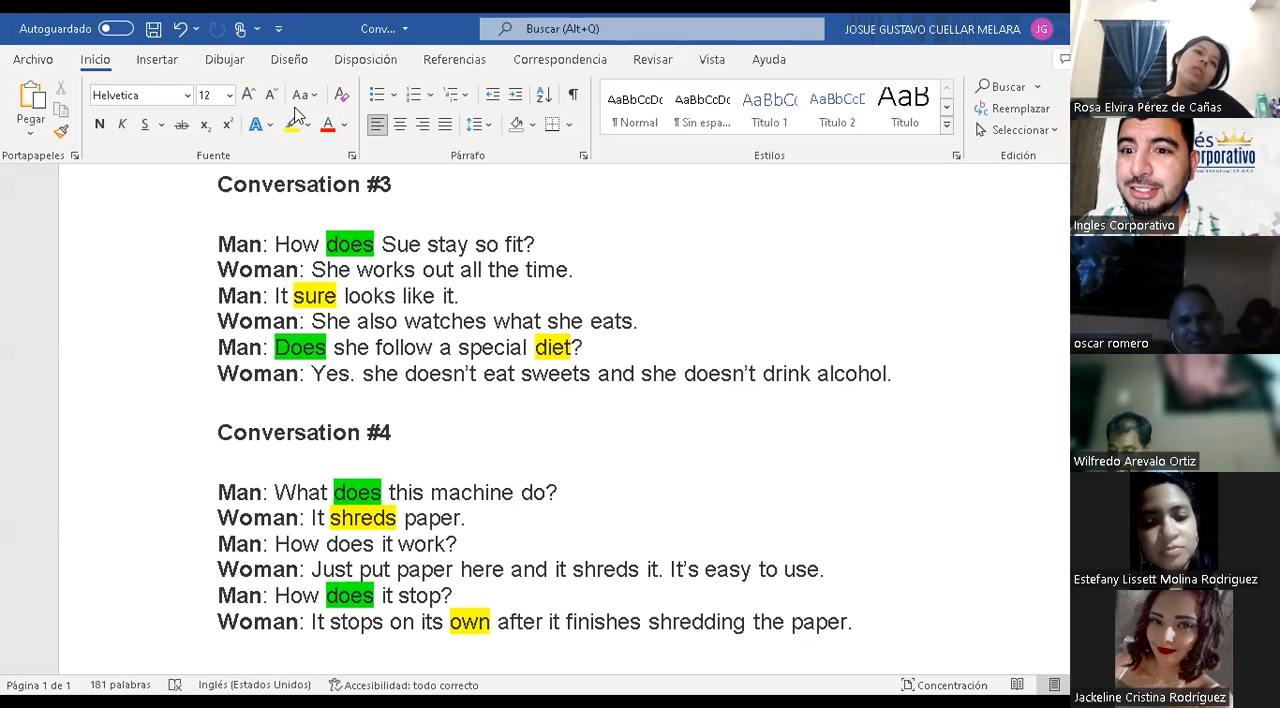 Autoguardado
Conv...
Buscar (Alt+Q)
JOSUE GUSTAVO CUELLAR MELARA
JG
Archivo
Inicio
Insertar
Dibujar
Diseño
Disposición
Referencias
Correspondencia
Revisar
Vista
Ayuda
Pegar
Portapapeles
Helvetica
12
Aa
N K S ab x₂ x² A A
Fuente
Párrafo
AaBbCcDc
¶ Normal
AaBbCcDc
¶ Sin espa...
AaBbCc
Título 1
AaBbCcD
Título 2
AaB
Título
Estilos
Buscar
Reemplazar
Seleccionar
Edición
Conversation #3
Man: How does Sue stay so fit?
Woman: She works out all the time.
Man: It sure looks like it.
Woman: She also watches what she eats.
Man: Does she follow a special diet?
Woman: Yes. she doesn’t eat sweets and she doesn’t drink alcohol.
Conversation #4
Man: What does this machine do?
Woman: It shreds paper.
Man: How does it work?
Woman: Just put paper here and it shreds it. It’s easy to use.
Man: How does it stop?
Woman: It stops on its own after it finishes shredding the paper.
Página 1 de 1
181 palabras
Inglés (Estados Unidos)
Accesibilidad: todo correcto
Concentración
Rosa Elvira Pérez de Cañas
és
rporativo
Ingles Corporativo
oscar romero
Wilfredo Arevalo Ortiz
Estefany Lissett Molina Rodriguez
Jackeline Cristina Rodríguez